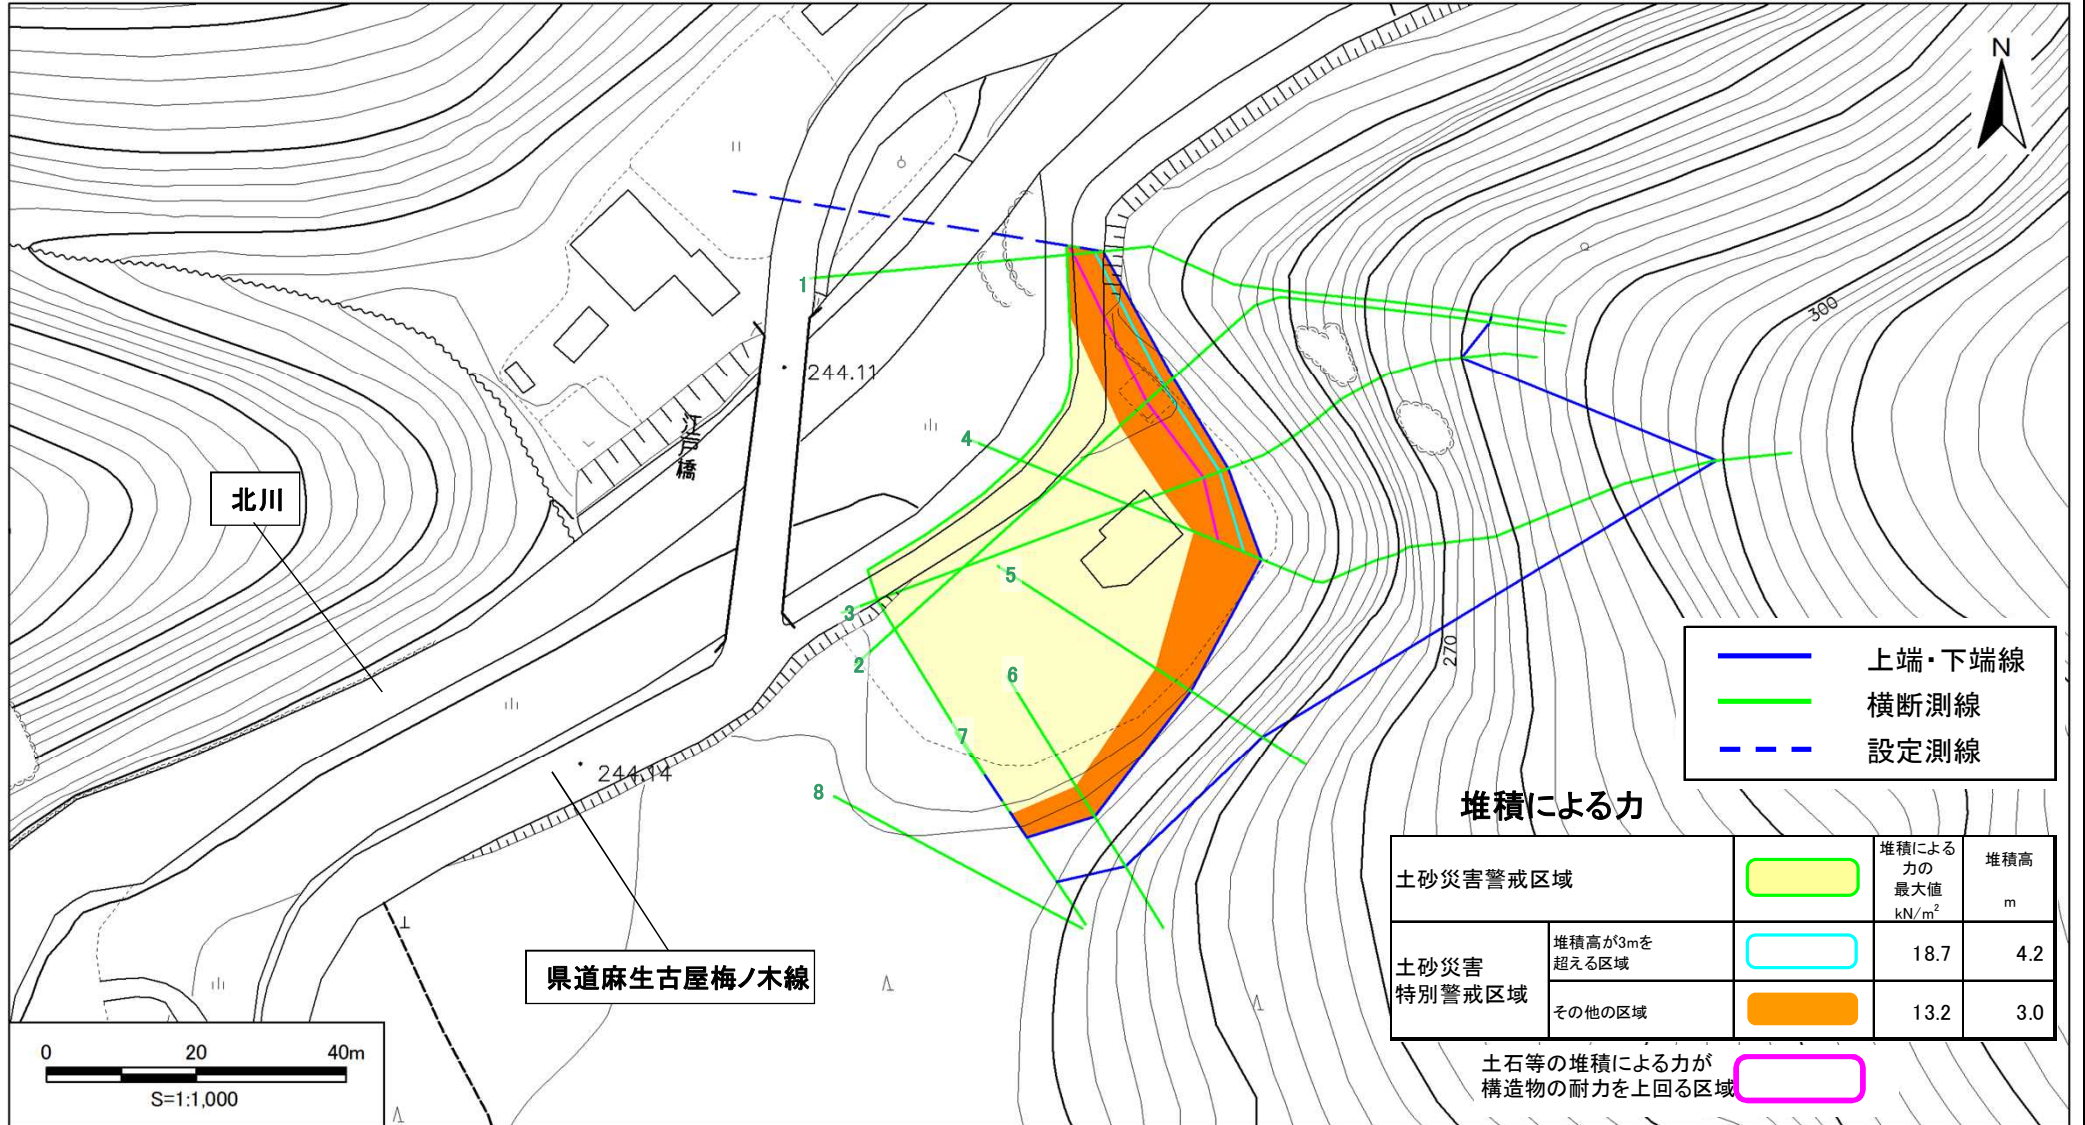 N
300
1
244.11
江戸橋
4
北川
5
3
2
6
270
7
244.14
8
上端・下端線
横断測線
設定測線
堆積による力
土砂災害警戒区域
堆積による
力の
最大値
kN/m²
堆積高
m
土砂災害
特別警戒区域
堆積高が3mを
超える区域
18.7
4.2
その他の区域
13.2
3.0
土石等の堆積による力が
構造物の耐力を上回る区域
県道麻生古屋梅ノ木線
0 20 40m
S=1:1,000